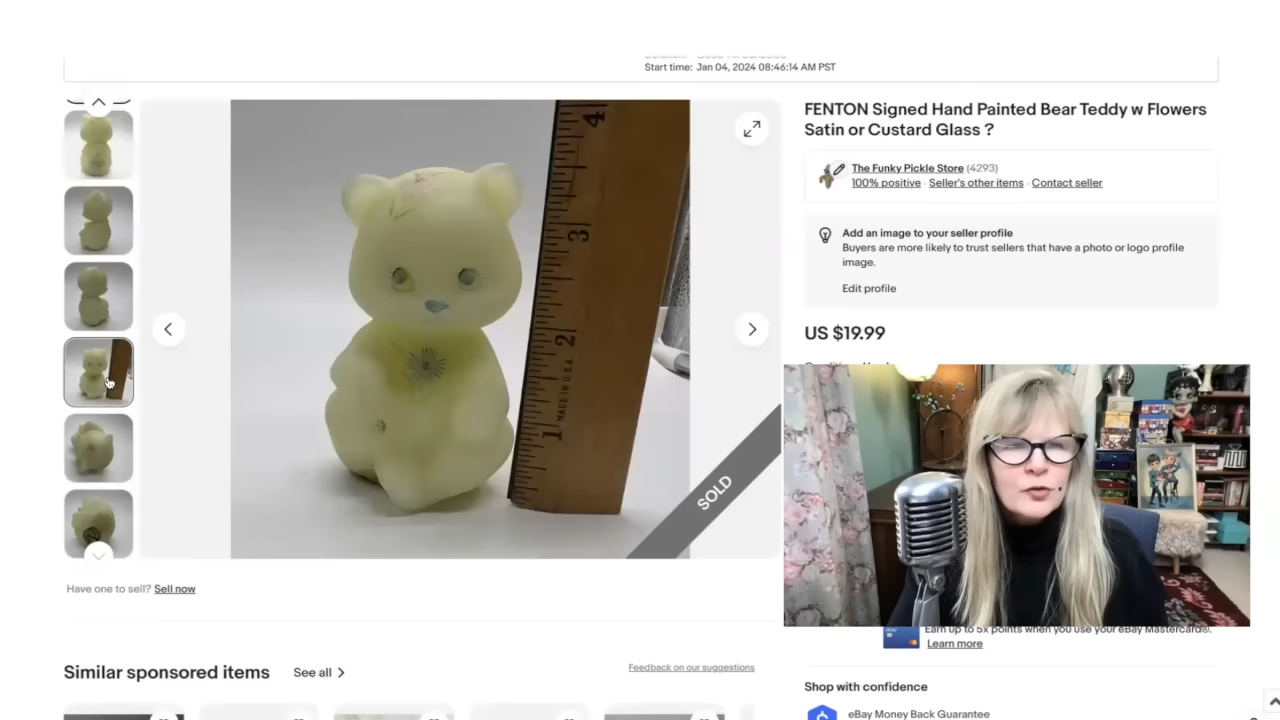 Start time: Jan 04, 2024 08:46:14 AM PST
FENTON Signed Hand Painted Bear Teddy w Flowers
Satin or Custard Glass ?
The Funky Pickle Store (4293)
100% positive · Seller's other items · Contact seller
Add an image to your seller profile
Buyers are more likely to trust sellers that have a photo or logo profile
image.
Edit profile
US $19.99
4
3
2
1
MADE IN U.S.A.
SOLD
Have one to sell? Sell now
Earn up to 5x points when you use your eBay Mastercard®.
Learn more
Similar sponsored items
See all
Feedback on our suggestions
Shop with confidence
eBay Money Back Guarantee